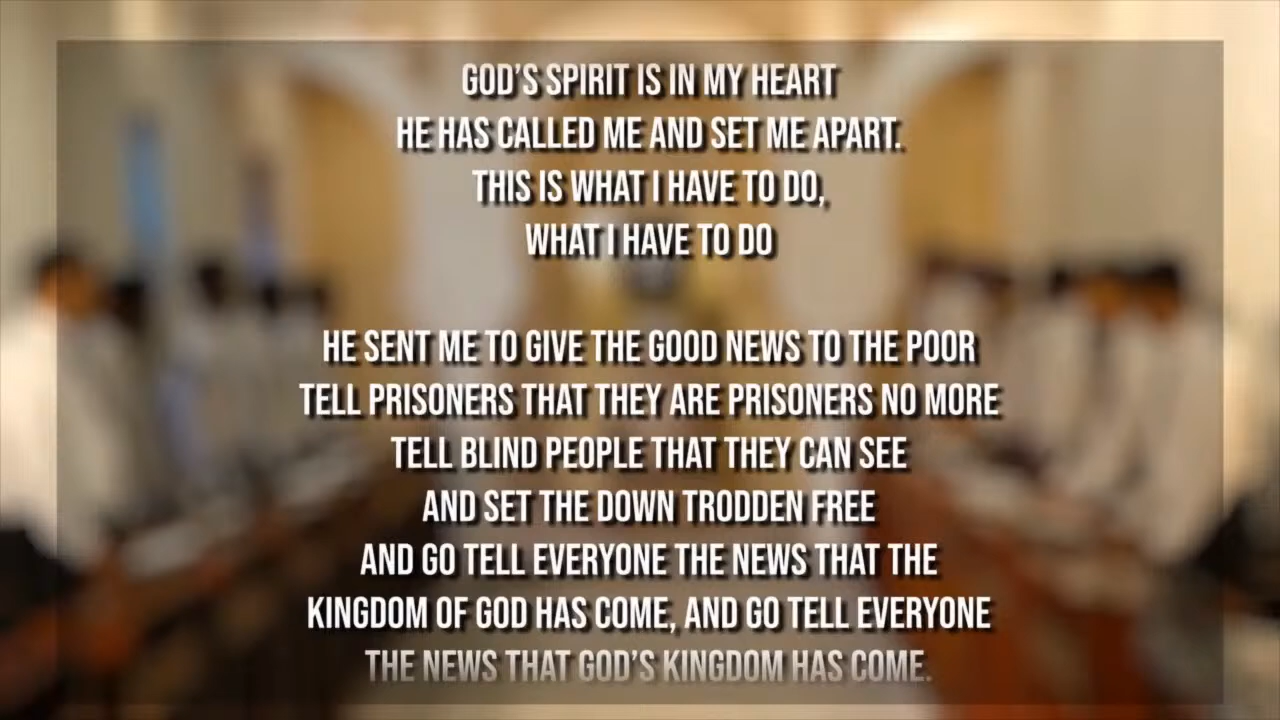 GOD’S SPIRIT IS IN MY HEART
HE HAS CALLED ME AND SET ME APART.
THIS IS WHAT I HAVE TO DO,
WHAT I HAVE TO DO
HE SENT ME TO GIVE THE GOOD NEWS TO THE POOR
TELL PRISONERS THAT THEY ARE PRISONERS NO MORE
TELL BLIND PEOPLE THAT THEY CAN SEE
AND SET THE DOWN TRODDEN FREE
AND GO TELL EVERYONE THE NEWS THAT THE
KINGDOM OF GOD HAS COME, AND GO TELL EVERYONE
THE NEWS THAT GOD’S KINGDOM HAS COME.